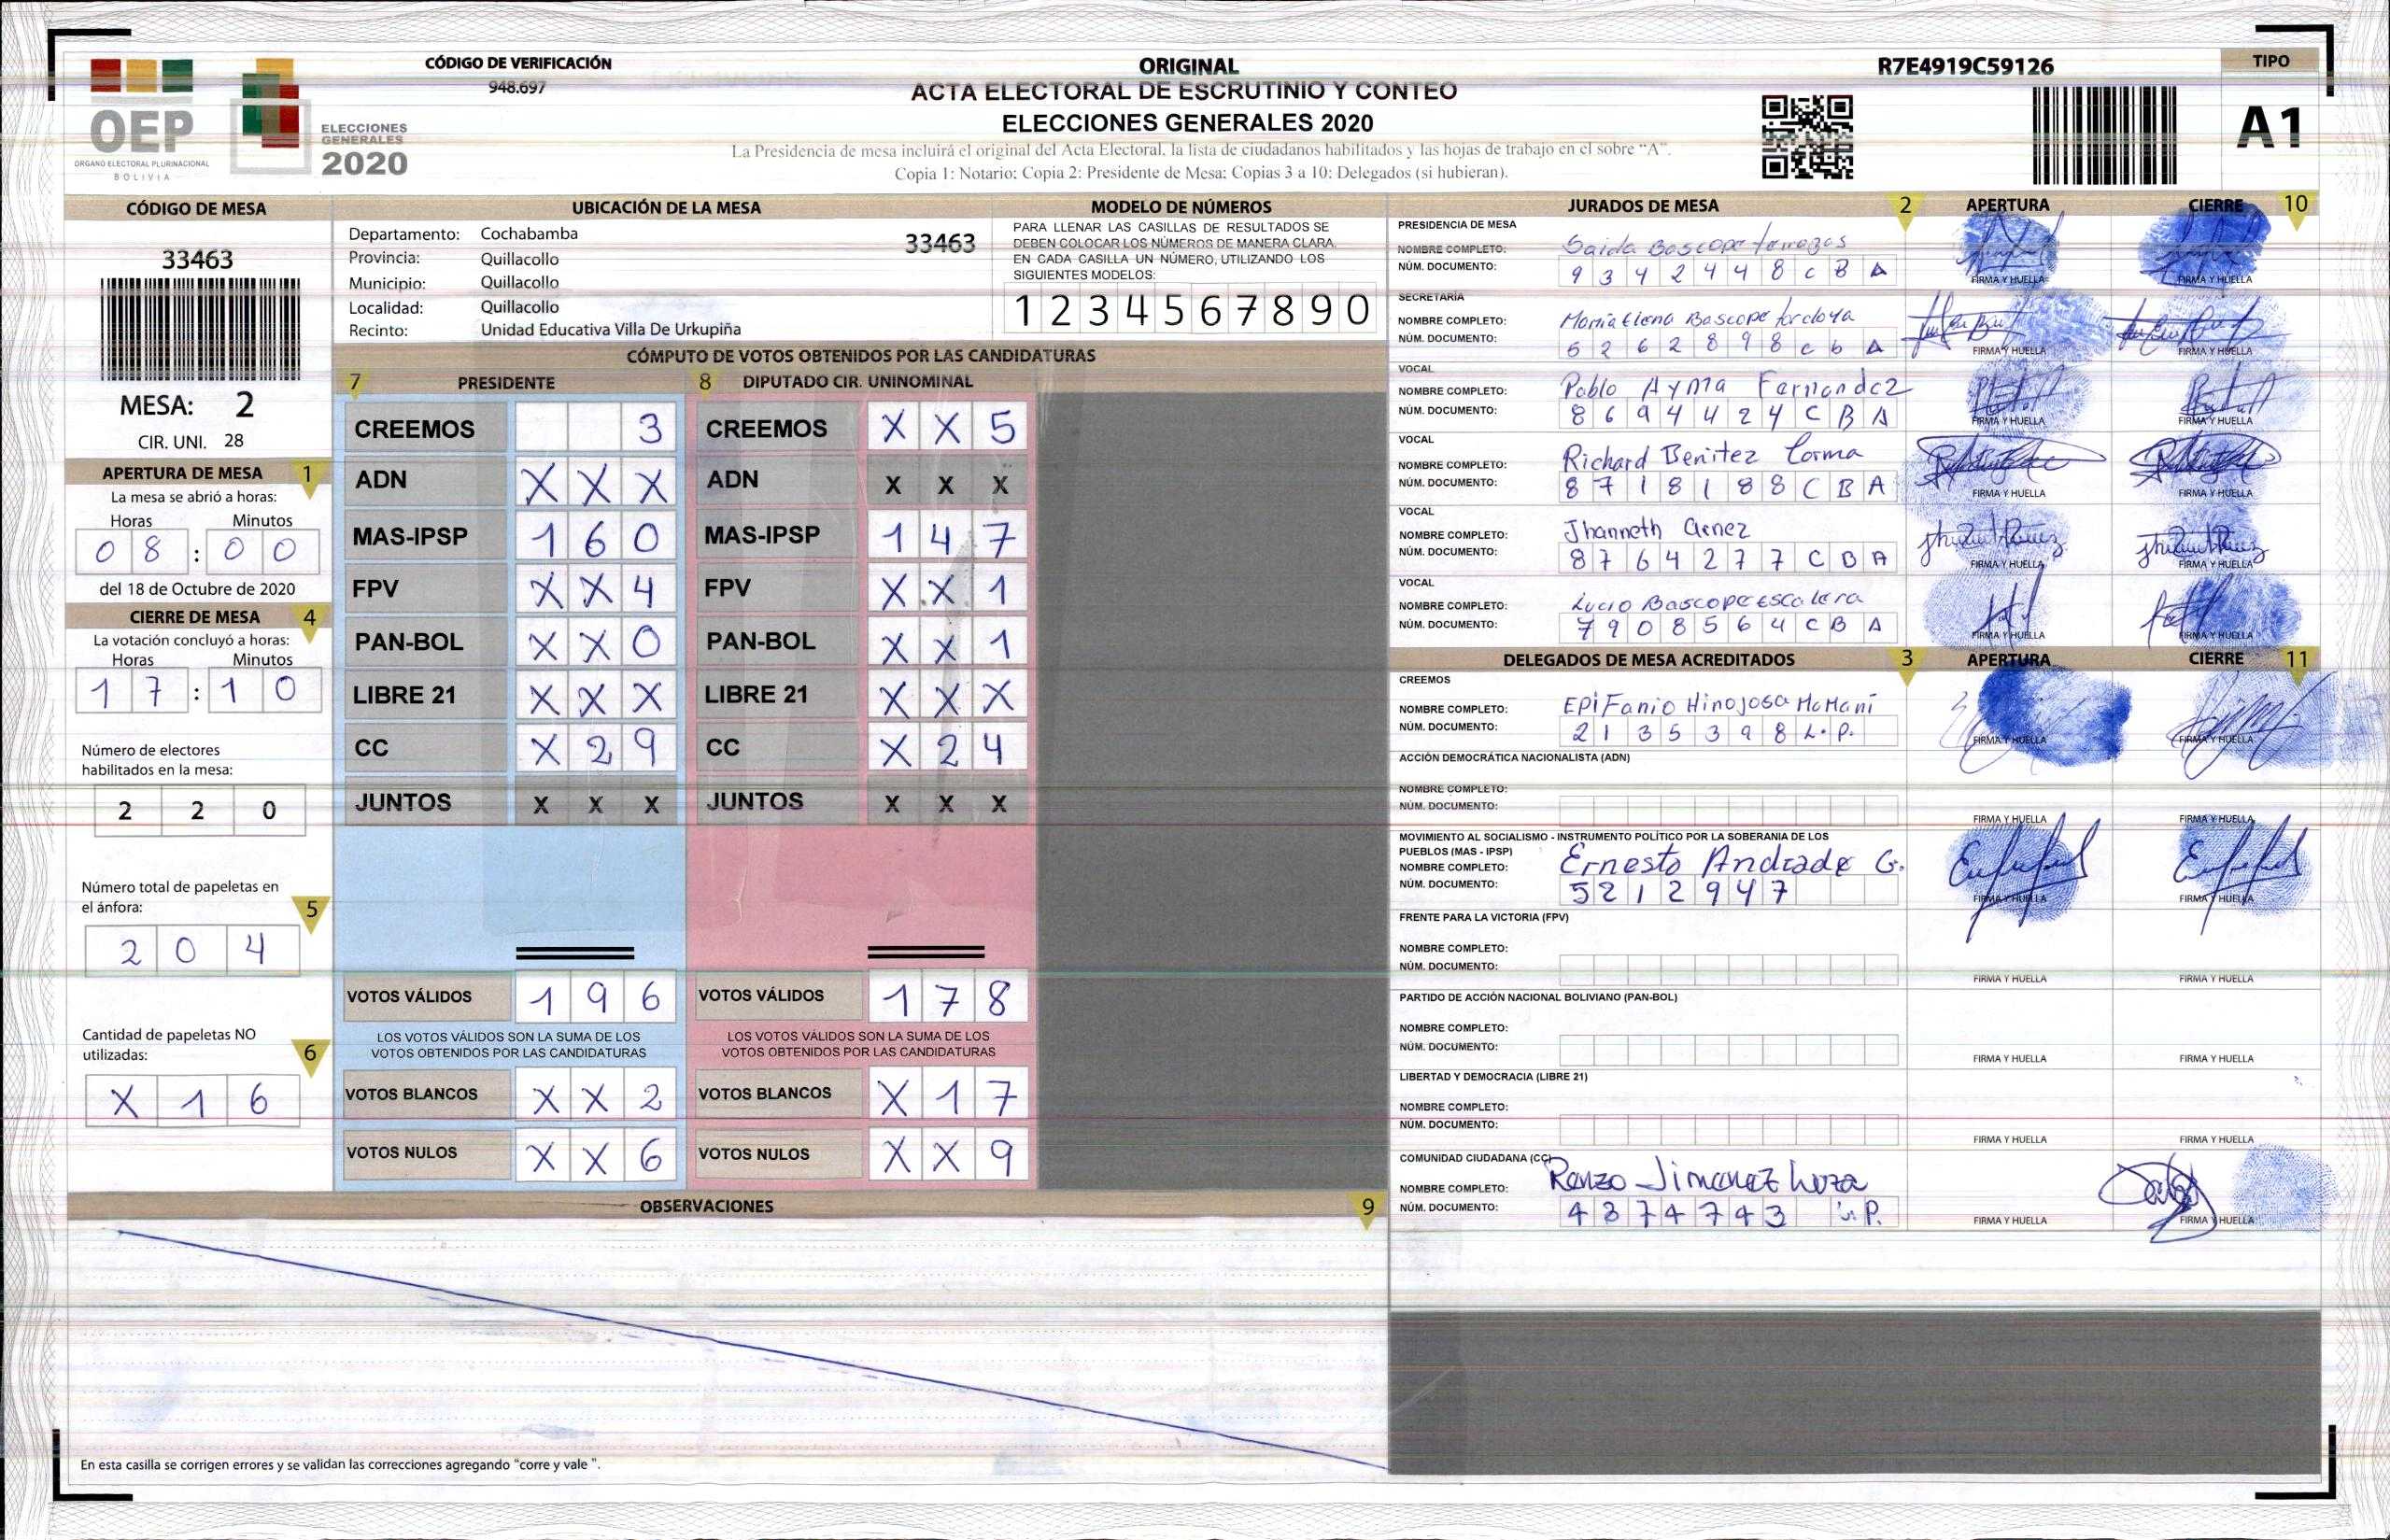 CÓDIGO DE VERIFICACIÓN
948.697
OEP
ORGANO ELECTORAL PLURINACIONAL
BOLIVIA
ELECCIONES
GENERALES
2020
ORIGINAL
ACTA ELECTORAL DE ESCRUTINIO Y CONTEO
ELECCIONES GENERALES 2020
La Presidencia de mesa incluirá el original del Acta Electoral, la lista de ciudadanos habilitados y las hojas de trabajo en el sobre "A".
Copia 1: Notario; Copia 2: Presidente de Mesa; Copias 3 a 10: Delegados (si hubieran).
R7E4919C59126
TIPO
A1
CÓDIGO DE MESA
33463
MESA: 2
CIR. UNI. 28
APERTURA DE MESA 1
La mesa se abrió a horas:
Horas Minutos
0 8 : 0 0
del 18 de Octubre de 2020
CIERRE DE MESA 4
La votación concluyó a horas:
Horas Minutos
1 7 : 1 0
Número de electores
habilitados en la mesa:
2 2 0
Número total de papeletas en
el ánfora: 5
2 0 4
Cantidad de papeletas NO
utilizadas: 6
X 1 6
UBICACIÓN DE LA MESA
Departamento: Cochabamba 33463
Provincia: Quillacollo
Municipio: Quillacollo
Localidad: Quillacollo
Recinto: Unidad Educativa Villa De Urkupiña
MODELO DE NÚMEROS
PARA LLENAR LAS CASILLAS DE RESULTADOS SE
DEBEN COLOCAR LOS NÚMEROS DE MANERA CLARA,
EN CADA CASILLA UN NÚMERO, UTILIZANDO LOS
SIGUIENTES MODELOS:
1 2 3 4 5 6 7 8 9 0
CÓMPUTO DE VOTOS OBTENIDOS POR LAS CANDIDATURAS
7 PRESIDENTE 8 DIPUTADO CIR. UNINOMINAL
CREEMOS 3 CREEMOS X X 5
ADN X X X ADN X X X
MAS-IPSP 1 6 0 MAS-IPSP 1 4 7
FPV X X 4 FPV X X 1
PAN-BOL X X 0 PAN-BOL X X 1
LIBRE 21 X X X LIBRE 21 X X X
CC X 2 9 CC X 2 4
JUNTOS X X X JUNTOS X X X
VOTOS VÁLIDOS 1 9 6 VOTOS VÁLIDOS 1 7 8
LOS VOTOS VÁLIDOS SON LA SUMA DE LOS LOS VOTOS VÁLIDOS SON LA SUMA DE LOS
VOTOS OBTENIDOS POR LAS CANDIDATURAS VOTOS OBTENIDOS POR LAS CANDIDATURAS
VOTOS BLANCOS X X 2 VOTOS BLANCOS X 1 7
VOTOS NULOS X X 6 VOTOS NULOS X X 9
OBSERVACIONES 9
En esta casilla se corrigen errores y se validan las correcciones agregando "corre y vale ".
JURADOS DE MESA 2 APERTURA CIERRE 10
PRESIDENCIA DE MESA
NOMBRE COMPLETO: Saida Bascope terrazas
NÚM. DOCUMENTO: 9 3 4 2 4 4 8 C B A FIRMA Y HUELLA FIRMA Y HUELLA
SECRETARÍA
NOMBRE COMPLETO: Maria Elena Bascope
NÚM. DOCUMENTO: 5 2 6 2 8 9 8 c b A FIRMA Y HUELLA FIRMA Y HUELLA
VOCAL
NOMBRE COMPLETO: Pablo Ayma Fernandez
NÚM. DOCUMENTO: 8 6 9 4 4 2 4 C B A FIRMA Y HUELLA FIRMA Y HUELLA
VOCAL
NOMBRE COMPLETO: Richard Benitez
NÚM. DOCUMENTO: 8 7 1 8 1 8 8 C B A FIRMA Y HUELLA FIRMA Y HUELLA
VOCAL
NOMBRE COMPLETO: Jhanneth Arnez
NÚM. DOCUMENTO: 8 7 6 4 2 7 7 C B A FIRMA Y HUELLA FIRMA Y HUELLA
VOCAL
NOMBRE COMPLETO: Lucio Bascope Escalera
NÚM. DOCUMENTO: 7 9 0 8 5 6 4 C B A FIRMA Y HUELLA FIRMA Y HUELLA
DELEGADOS DE MESA ACREDITADOS 3 APERTURA CIERRE 11
CREEMOS
NOMBRE COMPLETO: EPiFanio Hinojosa MaMani
NÚM. DOCUMENTO: 2 1 3 5 3 9 8 L. P. FIRMA Y HUELLA FIRMA Y HUELLA
ACCIÓN DEMOCRÁTICA NACIONALISTA (ADN)
NOMBRE COMPLETO:
NÚM. DOCUMENTO: FIRMA Y HUELLA FIRMA Y HUELLA
MOVIMIENTO AL SOCIALISMO - INSTRUMENTO POLÍTICO POR LA SOBERANIA DE LOS
PUEBLOS (MAS - IPSP)
NOMBRE COMPLETO: Ernesto Andrade G.
NÚM. DOCUMENTO: 5 2 1 2 9 4 7 FIRMA Y HUELLA FIRMA Y HUELLA
FRENTE PARA LA VICTORIA (FPV)
NOMBRE COMPLETO:
NÚM. DOCUMENTO: FIRMA Y HUELLA FIRMA Y HUELLA
PARTIDO DE ACCIÓN NACIONAL BOLIVIANO (PAN-BOL)
NOMBRE COMPLETO:
NÚM. DOCUMENTO: FIRMA Y HUELLA FIRMA Y HUELLA
LIBERTAD Y DEMOCRACIA (LIBRE 21)
NOMBRE COMPLETO:
NÚM. DOCUMENTO: FIRMA Y HUELLA FIRMA Y HUELLA
COMUNIDAD CIUDADANA (CC)
NOMBRE COMPLETO: Renzo Jimenez
NÚM. DOCUMENTO: 4 3 7 4 7 4 3 L. P. FIRMA Y HUELLA FIRMA Y HUELLA